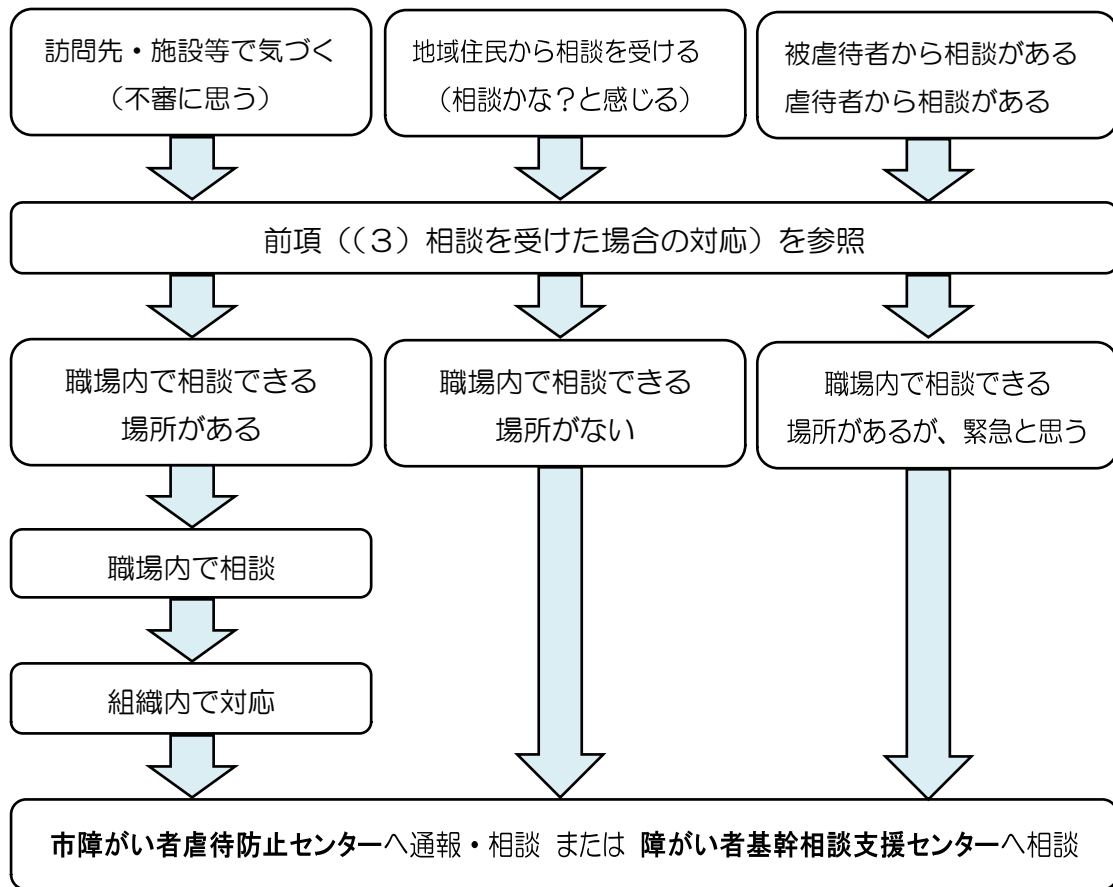 訪問先・施設等で気づく
（不審に思う）
地域住民から相談を受ける
（相談かな？と感じる）
被虐待者から相談がある
虐待者から相談がある
前項（（３）相談を受けた場合の対応）を参照
職場内で相談できる
場所がある
職場内で相談できる
場所がない
職場内で相談できる
場所があるが、緊急と思う
職場内で相談
組織内で対応
市障がい者虐待防止センターへ通報・相談 または 障がい者基幹相談支援センターへ相談